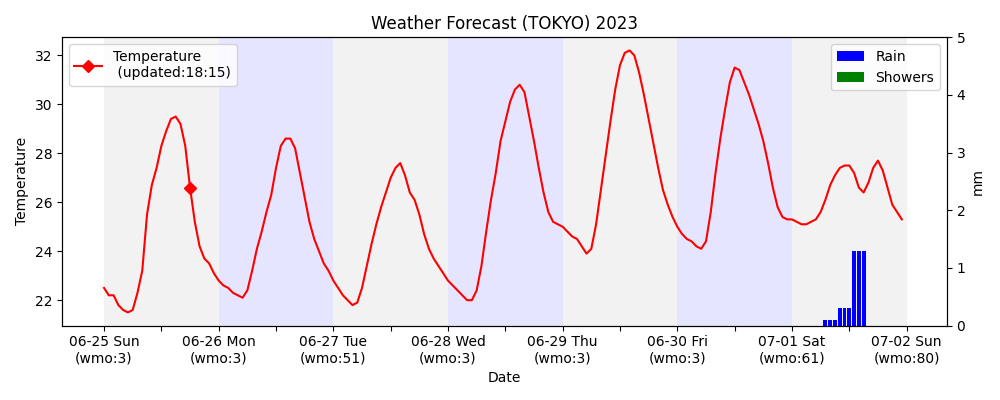 Weather Forecast (TOKYO) 2023
Temperature
(updated:18:15)
Rain
Showers
Temperature
32
30
28
26
24
22
5
4
3
2
1
0
mm
06-25 Sun
(wmo:3)
06-26 Mon
(wmo:3)
06-27 Tue
(wmo:51)
06-28 Wed
(wmo:3)
06-29 Thu
(wmo:3)
06-30 Fri
(wmo:3)
07-01 Sat
(wmo:61)
07-02 Sun
(wmo:80)
Date